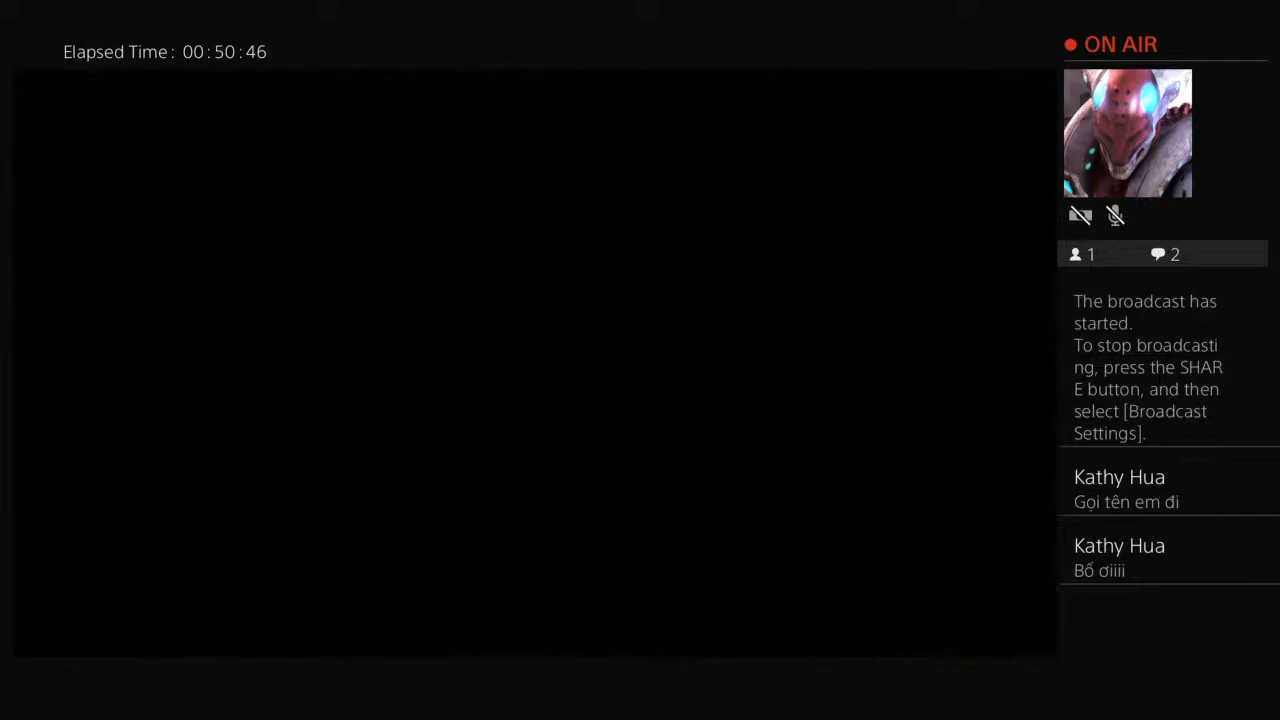 Elapsed Time: 00:50:46
ON AIR
1 2
The broadcast has
started.
To stop broadcasti
ng, press the SHAR
E button, and then
select [Broadcast
Settings].
Kathy Hua
Gọi tên em đi
Kathy Hua
Bố ơiiii